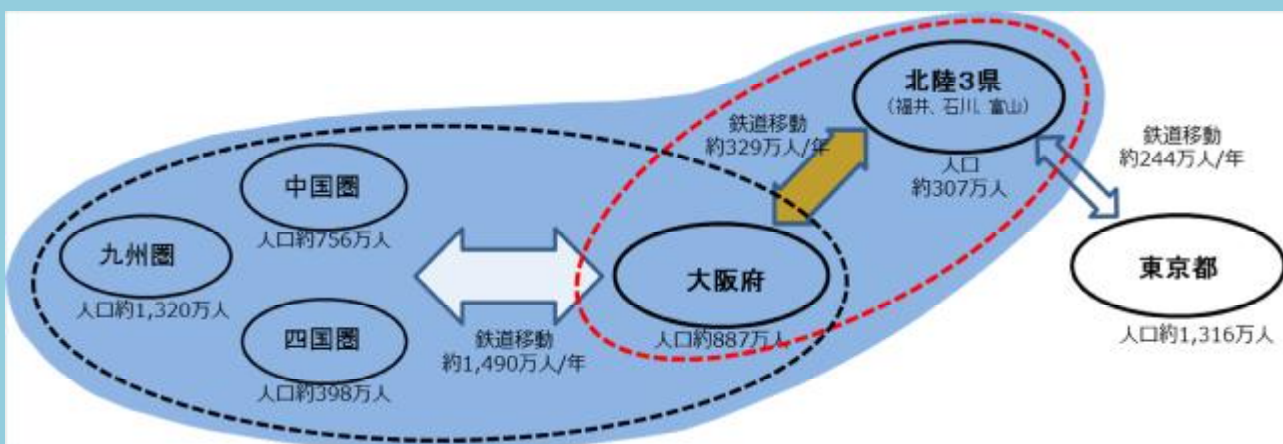 北陸3県
(福井、石川、富山)
人口
約307万人
鉄道移動
約329万人/年
鉄道移動
約244万人/年
中国圏
人口約756万人
九州圏
人口約1,320万人
四国圏
人口約398万人
鉄道移動
約1,490万人/年
大阪府
人口約887万人
東京都
人口約1,316万人